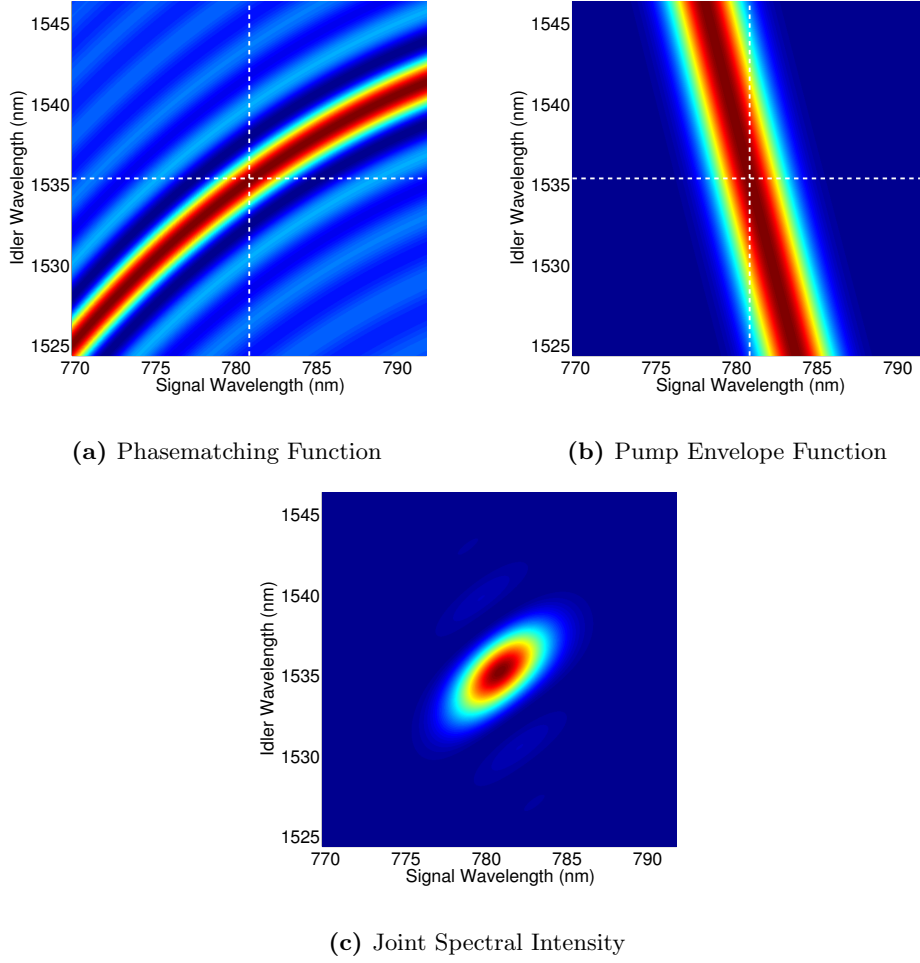 1545
1540
1535
1530
1525
Idler Wavelength (nm)
770 775 780 785 790
Signal Wavelength (nm)
(a) Phasematching Function
1545
1540
1535
1530
1525
Idler Wavelength (nm)
770 775 780 785 790
Signal Wavelength (nm)
(b) Pump Envelope Function
1545
1540
1535
1530
1525
Idler Wavelength (nm)
770 775 780 785 790
Signal Wavelength (nm)
(c) Joint Spectral Intensity